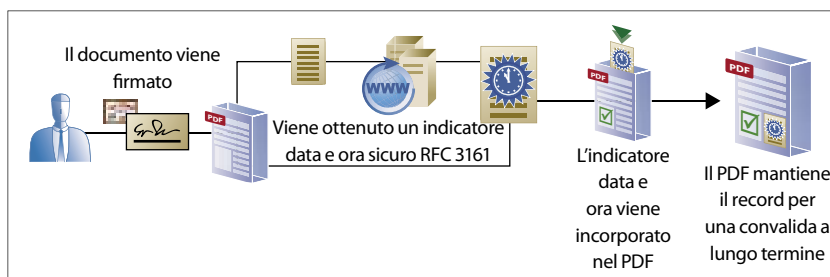 Il documento viene
firmato
PDF
www
Viene ottenuto un indicatore
data e ora sicuro RFC 3161
PDF
L'indicatore
data e
ora viene
incorporato
nel PDF
PDF
Il PDF mantiene
il record per
una convalida a
lungo termine